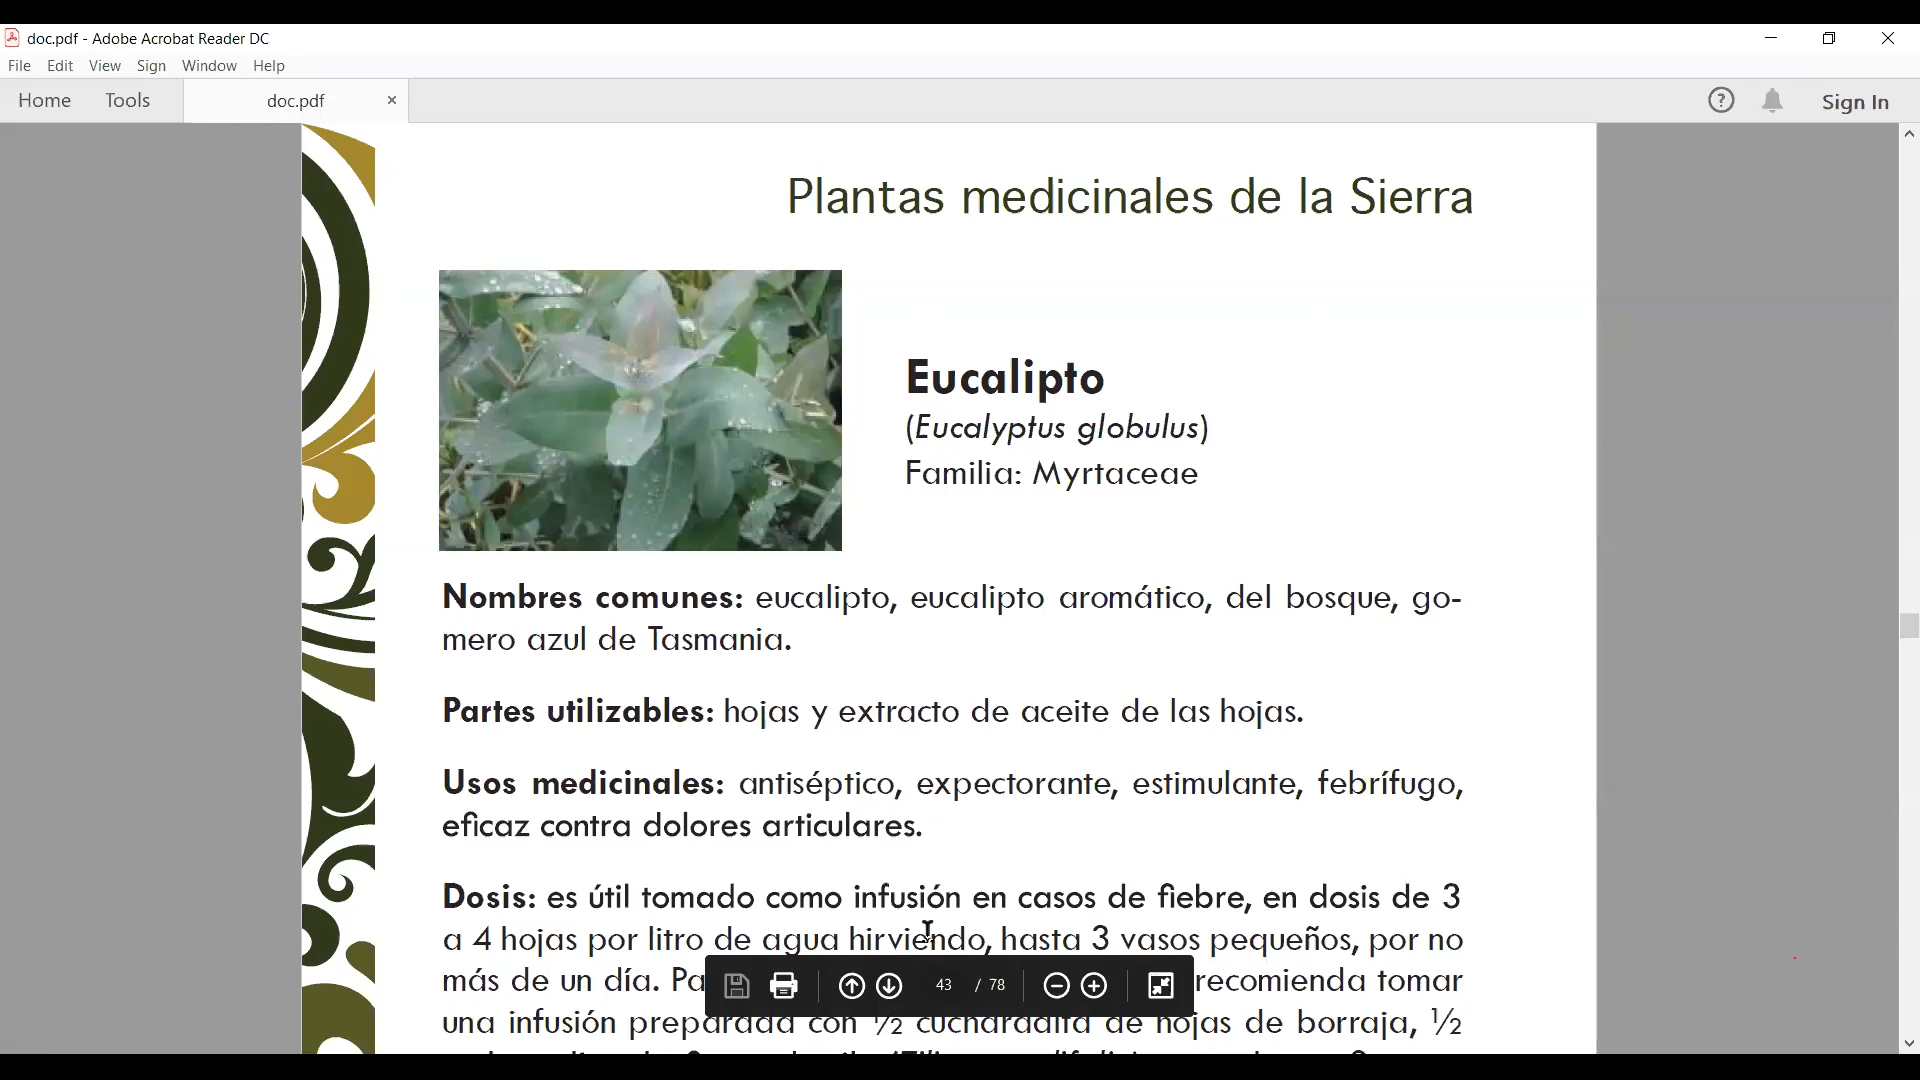 doc.pdf - Adobe Acrobat Reader DC
File Edit View Sign Window Help
Home Tools doc.pdf × ? Sign In
Plantas medicinales de la Sierra
Eucalipto
(Eucalyptus globulus)
Familia: Myrtaceae
Nombres comunes: eucalipto, eucalipto aromático, del bosque, go-
mero azul de Tasmania.
Partes utilizables: hojas y extracto de aceite de las hojas.
Usos medicinales: antiséptico, expectorante, estimulante, febrífugo,
eficaz contra dolores articulares.
Dosis: es útil tomado como infusión en casos de fiebre, en dosis de 3
a 4 hojas por litro de agua hirviendo, hasta 3 vasos pequeños, por no
más de un día. recomienda tomar
43 / 78
una infusión preparada con ½ cucharadita de hojas de borraja, ½